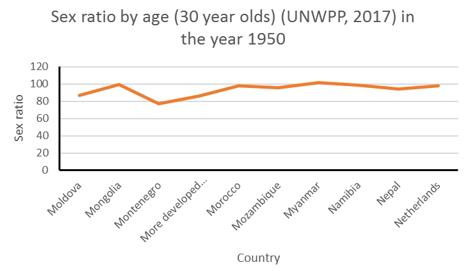 Sex ratio by age (30 year olds) (UNWPP, 2017) in
the year 1950
120
100
80
60
40
20
0
Sex ratio
Moldova
Mongolia
Montenegro
More developed...
Morocco
Mozambique
Myanmar
Namibia
Nepal
Netherlands
Country